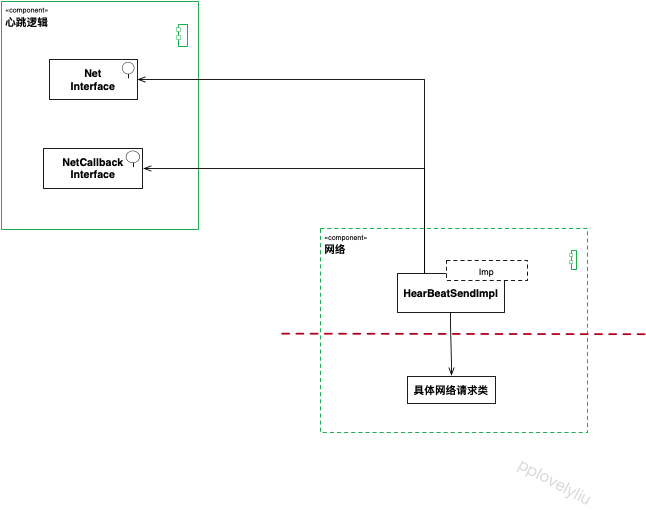 «component»
心跳逻辑
Net
Interface
NetCallback
Interface
«component»
网络
Imp
HearBeatSendImpl
具体网络请求类
pplovelyliu